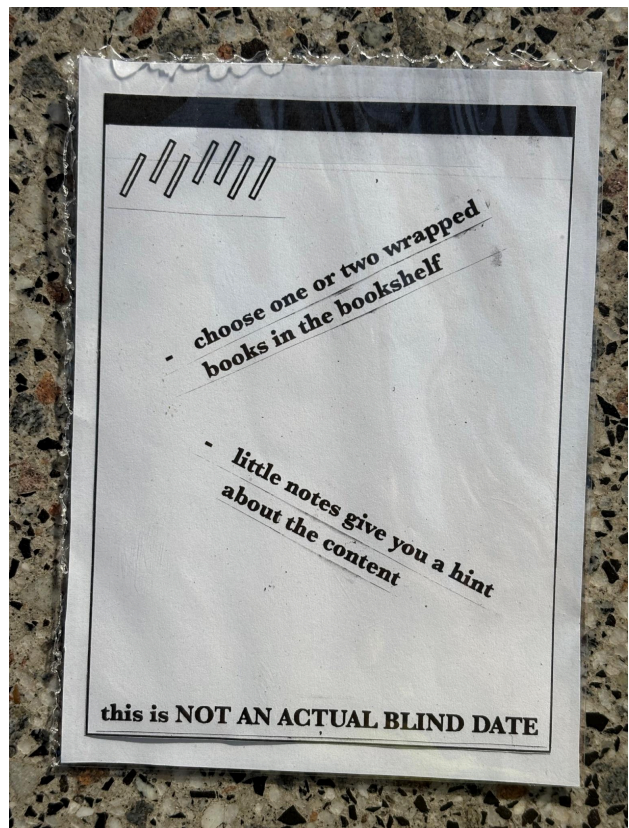 - choose one or two wrapped
books in the bookshelf
- little notes give you a hint
about the content
this is NOT AN ACTUAL BLIND DATE